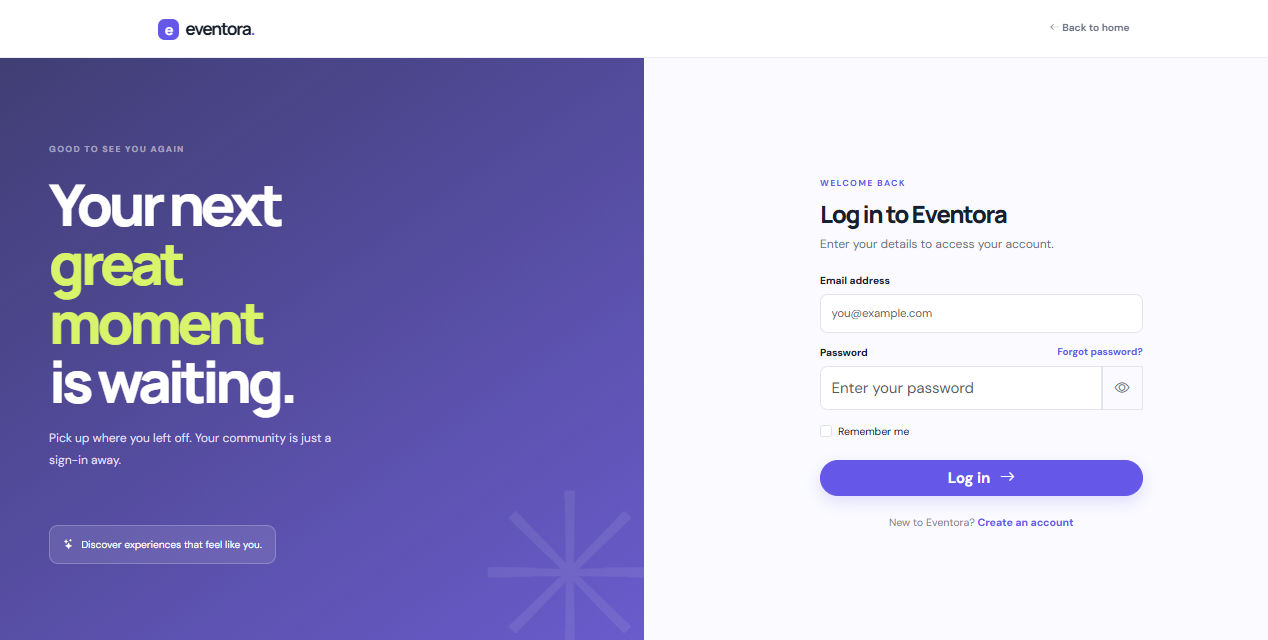 e eventora.
← Back to home
GOOD TO SEE YOU AGAIN
Your next
great
moment
is waiting.
Pick up where you left off. Your community is just a
sign-in away.
Discover experiences that feel like you.
WELCOME BACK
Log in to Eventora
Enter your details to access your account.
Email address
you@example.com
Password Forgot password?
Enter your password
Remember me
Log in →
New to Eventora? Create an account